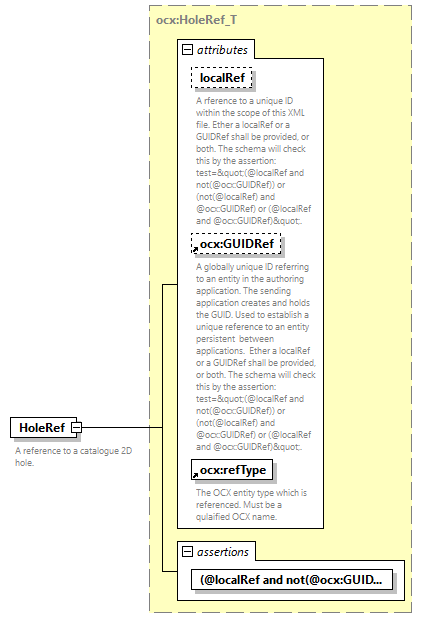 ocx:HoleRef_T
attributes
localRef
A rference to a unique ID
within the scope of this XML
file. Ether a localRef or a
GUIDRef shall be provided, or
both. The schema will check
this by the assertion:
test=&quot;(@localRef and
not(@ocx:GUIDRef)) or
(not(@localRef) and
@ocx:GUIDRef) or (@localRef
and @ocx:GUIDRef)&quot;.
ocx:GUIDRef
A globally unique ID referring
to an entity in the authoring
application. The sending
application creates and holds
the GUID. Used to establish a
unique reference to an entity
persistent  between
applications.  Ether a localRef
or a GUIDRef shall be provided,
or both. The schema will check
this by the assertion:
test=&quot;(@localRef and
not(@ocx:GUIDRef)) or
(not(@localRef) and
@ocx:GUIDRef) or (@localRef
and @ocx:GUIDRef)&quot;.
HoleRef
A reference to a catalogue 2D
hole.
ocx:refType
The OCX entity type which is
referenced. Must be a
qulaified OCX name.
assertions
(@localRef and not(@ocx:GUID...